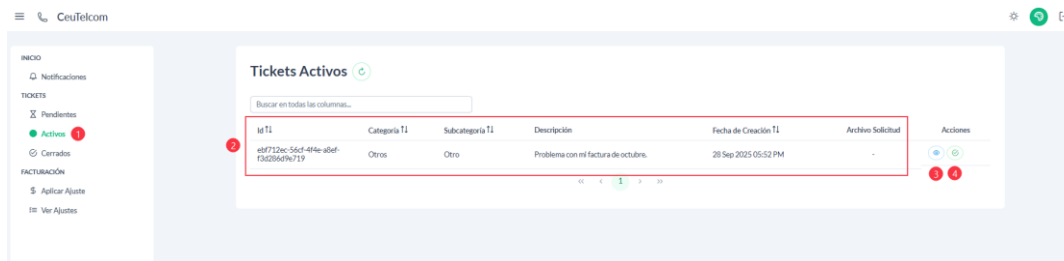 CeuTelcom
INICIO
Notificaciones
TICKETS
Pendientes
Activos 1
Cerrados
FACTURACIÓN
Aplicar Ajuste
Ver Ajustes
Tickets Activos
Buscar en todas las columnas...
2
Id Categoría Subcategoría Descripción Fecha de Creación Archivo Solicitud Acciones
ebf712ec-56cf-4f4e-a8ef-
f3d286d9e719 Otros Otro Problema con mi factura de octubre. 28 Sep 2025 05:52 PM -
3 4
<< < 1 > >>